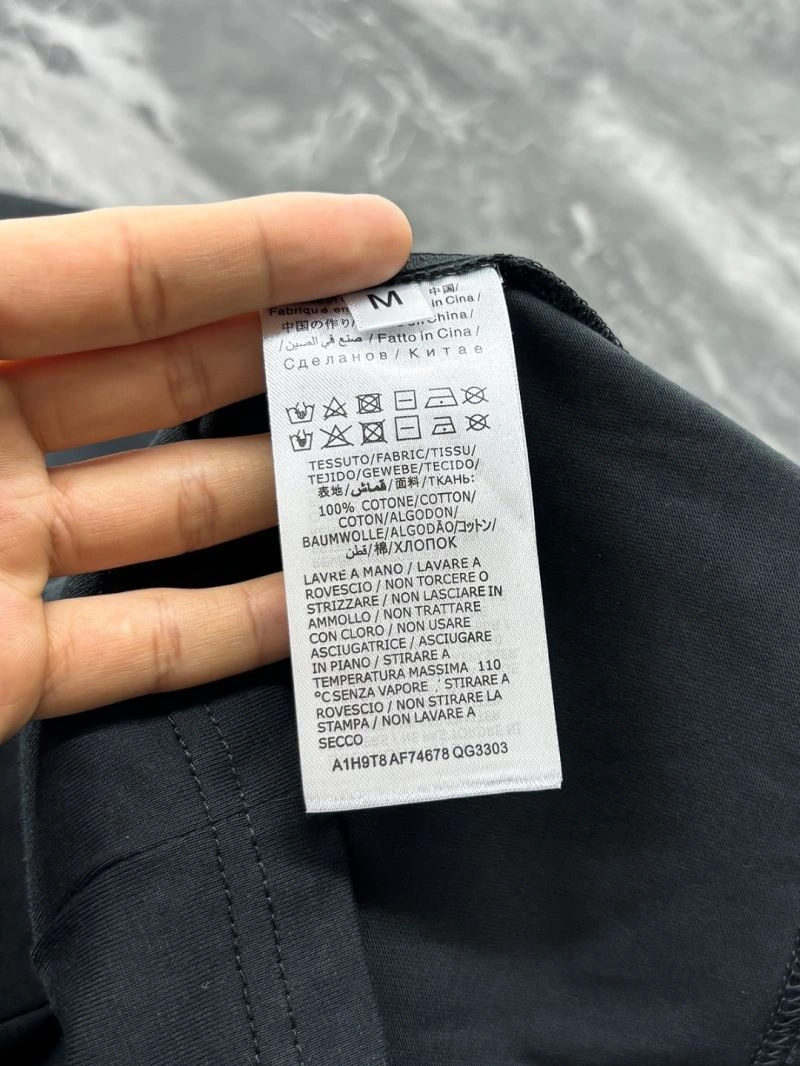 中国/
M
Fabriqué en in Cina/
中国の作り/ China/
/صنع في الصين/ Fatto in Cina/
Сделанов/ Китае
TESSUTO/FABRIC/TISSU/
TEJIDO/GEWEBE/TECIDO/
表地/قماش/面料/ТКАНЬ:
100% COTONE/COTTON/
COTON/ALGODON/
BAUMWOLLE/ALGODÃO/コットン/
قطن/棉/ХЛОПОК
LAVRE A MANO / LAVARE A
ROVESCIO / NON TORCERE O
STRIZZARE / NON LASCIARE IN
AMMOLLO / NON TRATTARE
CON CLORO / NON USARE
ASCIUGATRICE / ASCIUGARE
IN PIANO / STIRARE A
TEMPERATURA MASSIMA 110
°C SENZA VAPORE / STIRARE A
ROVESCIO / NON STIRARE LA
STAMPA / NON LAVARE A
SECCO
A1H9T8 AF74678 QG3303